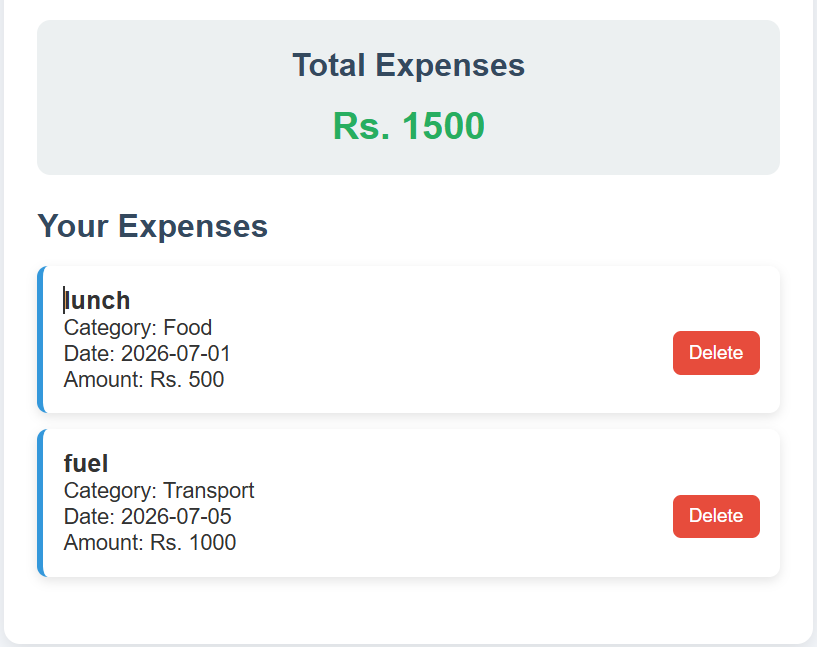 Total Expenses
Rs. 1500
Your Expenses
lunch
Category: Food
Date: 2026-07-01
Amount: Rs. 500
Delete
fuel
Category: Transport
Date: 2026-07-05
Amount: Rs. 1000
Delete